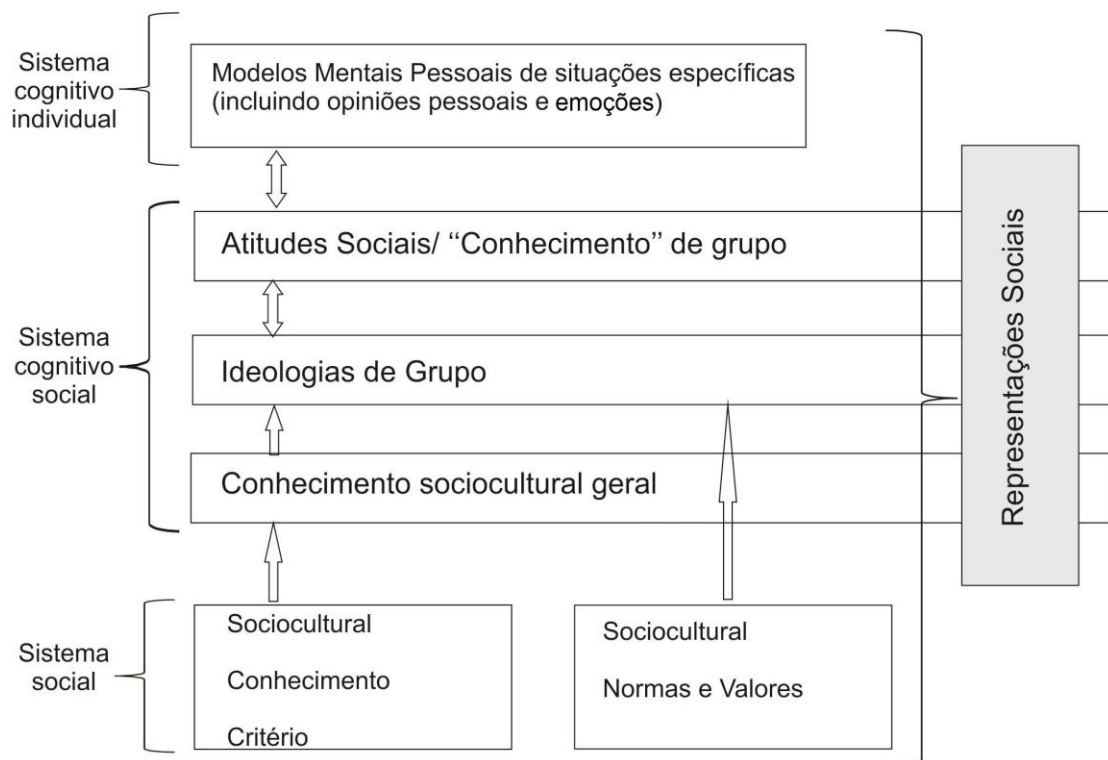 Sistema
cognitivo
individual
Modelos Mentais Pessoais de situações específicas
(incluindo opiniões pessoais e emoções)
Sistema
cognitivo
social
Atitudes Sociais/ “Conhecimento” de grupo
Ideologias de Grupo
Conhecimento sociocultural geral
Sistema
social
Sociocultural
Conhecimento
Critério
Sociocultural
Normas e Valores
Representações Sociais